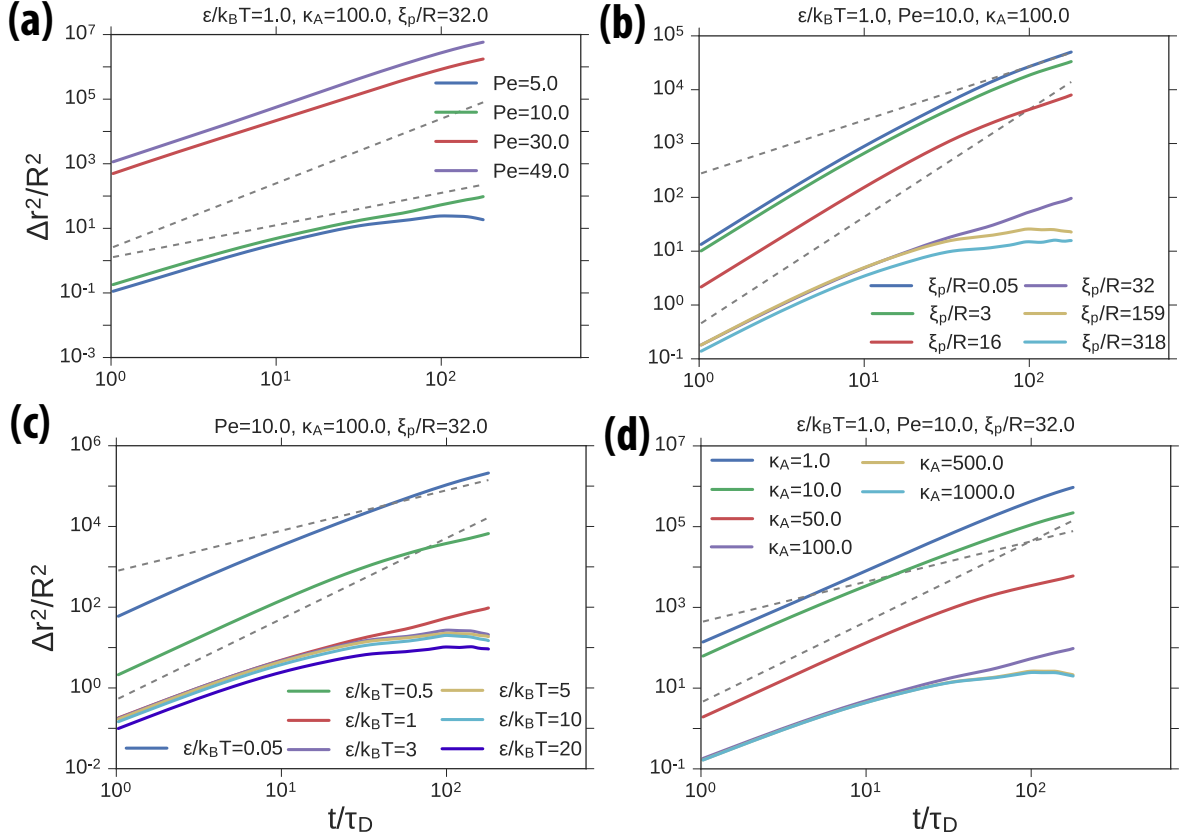 (a)
ε/k_BT=1.0, κ_A=100.0, ξ_p/R=32.0
10^7
10^5
10^3
10^1
10^-1
10^-3
Δr^2/R^2
Pe=5.0
Pe=10.0
Pe=30.0
Pe=49.0
10^0
10^1
10^2
(b)
ε/k_BT=1.0, Pe=10.0, κ_A=100.0
10^5
10^4
10^3
10^2
10^1
10^0
10^-1
ξ_p/R=0.05
ξ_p/R=3
ξ_p/R=16
ξ_p/R=32
ξ_p/R=159
ξ_p/R=318
10^0
10^1
10^2
(c)
Pe=10.0, κ_A=100.0, ξ_p/R=32.0
10^6
10^4
10^2
10^0
10^-2
Δr^2/R^2
ε/k_BT=0.05
ε/k_BT=0.5
ε/k_BT=1
ε/k_BT=3
ε/k_BT=5
ε/k_BT=10
ε/k_BT=20
10^0
10^1
10^2
t/τ_D
(d)
ε/k_BT=1.0, Pe=10.0, ξ_p/R=32.0
10^7
10^5
10^3
10^1
10^-1
κ_A=1.0
κ_A=10.0
κ_A=50.0
κ_A=100.0
κ_A=500.0
κ_A=1000.0
10^0
10^1
10^2
t/τ_D